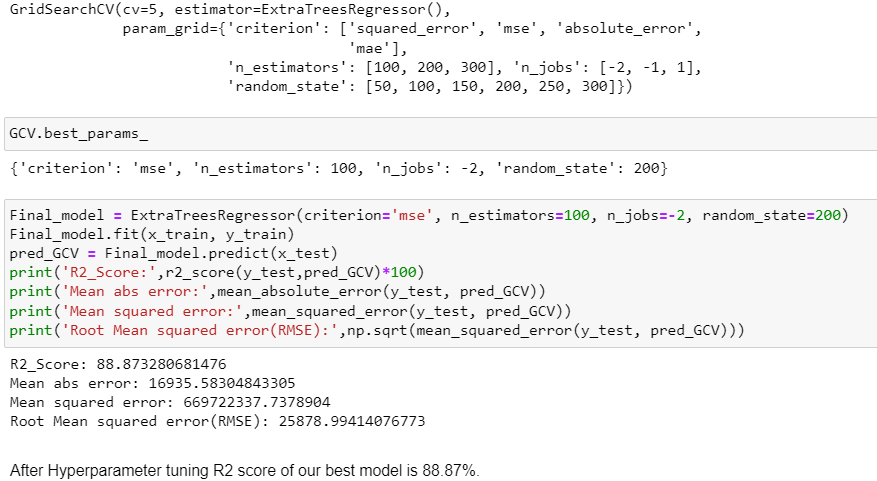 GridSearchCV(cv=5, estimator=ExtraTreesRegressor(),
param_grid={'criterion': ['squared_error', 'mse', 'absolute_error',
'mae'],
'n_estimators': [100, 200, 300], 'n_jobs': [-2, -1, 1],
'random_state': [50, 100, 150, 200, 250, 300]})
GCV.best_params_
{'criterion': 'mse', 'n_estimators': 100, 'n_jobs': -2, 'random_state': 200}
Final_model = ExtraTreesRegressor(criterion='mse', n_estimators=100, n_jobs=-2, random_state=200)
Final_model.fit(x_train, y_train)
pred_GCV = Final_model.predict(x_test)
print('R2_Score:',r2_score(y_test,pred_GCV)*100)
print('Mean abs error:',mean_absolute_error(y_test, pred_GCV))
print('Mean squared error:',mean_squared_error(y_test, pred_GCV))
print('Root Mean squared error(RMSE):',np.sqrt(mean_squared_error(y_test, pred_GCV)))
R2_Score: 88.873280681476
Mean abs error: 16935.58304843305
Mean squared error: 669722337.7378904
Root Mean squared error(RMSE): 25878.99414076773
After Hyperparameter tuning R2 score of our best model is 88.87%.